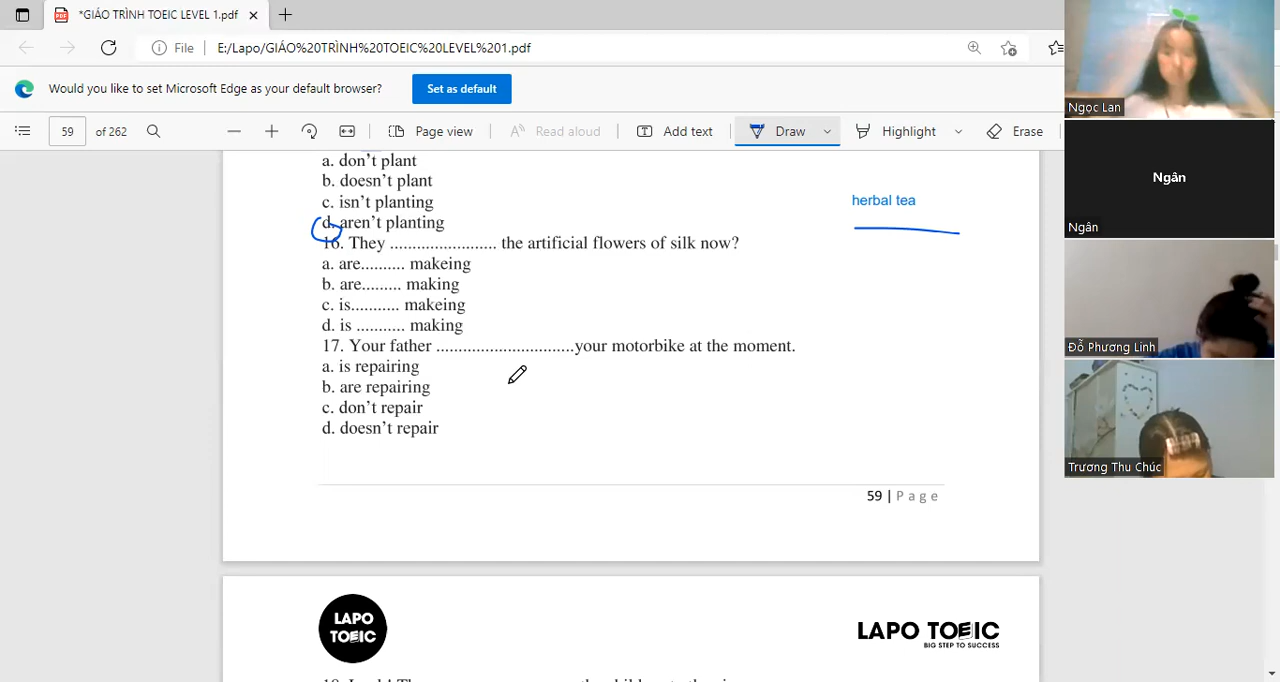 *GIÁO TRÌNH TOEIC LEVEL 1.pdf
File
E:/Lapo/GIÁO%20TRÌNH%20TOEIC%20LEVEL%201.pdf
Would you like to set Microsoft Edge as your default browser?
Set as default
59 of 262
Page view
Read aloud
Add text
Draw
Highlight
Erase
a. don't plant
b. doesn't plant
c. isn't planting
d. aren't planting
herbal tea
16. They ........................ the artificial flowers of silk now?
a. are.......... makeing
b. are......... making
c. is........... makeing
d. is ........... making
17. Your father ..............................your motorbike at the moment.
a. is repairing
b. are repairing
c. don't repair
d. doesn't repair
59 | Page
LAPO
TOEIC
LAPO TOEIC
BIG STEP TO SUCCESS
Ngọc Lan
Ngân
Ngân
Đỗ Phương Linh
Trương Thu Chúc